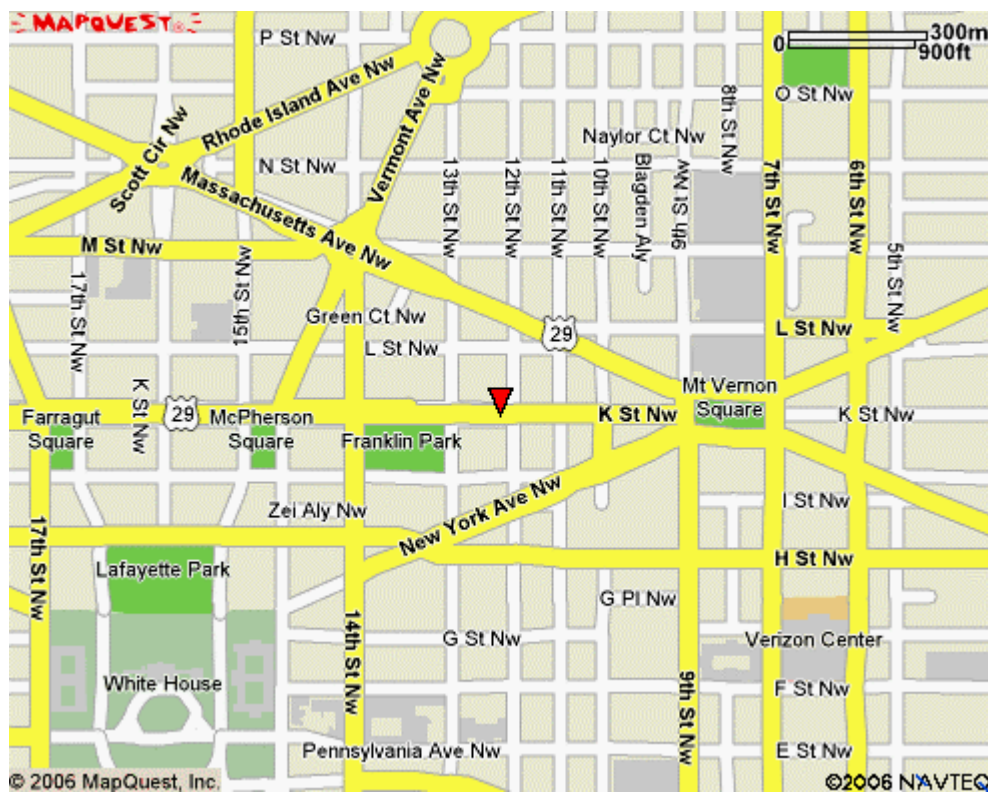 MAPQUEST
P St Nw
300m
0
900ft
O St Nw
Rhode Island Ave Nw
Vermont Ave Nw
8th St Nw
Naylor Ct Nw
Scott Cir Nw
N St Nw
Massachusetts Ave Nw
13th St Nw
12th St Nw
11th St Nw
10th St Nw
Blagden Aly
9th St Nw
7th St Nw
6th St Nw
5th St Nw
M St Nw
17th St Nw
15th St Nw
Green Ct Nw
L St Nw
29
L St Nw
K St Nw
29
Farragut
Square
McPherson
Square
Franklin Park
K St Nw
Mt Vernon
Square
K St Nw
Zei Aly Nw
New York Ave Nw
I St Nw
17th St Nw
Lafayette Park
H St Nw
14th St Nw
G Pl Nw
G St Nw
Verizon Center
White House
9th St Nw
F St Nw
Pennsylvania Ave Nw
E St Nw
© 2006 MapQuest, Inc.
©2006 NAVTEQ